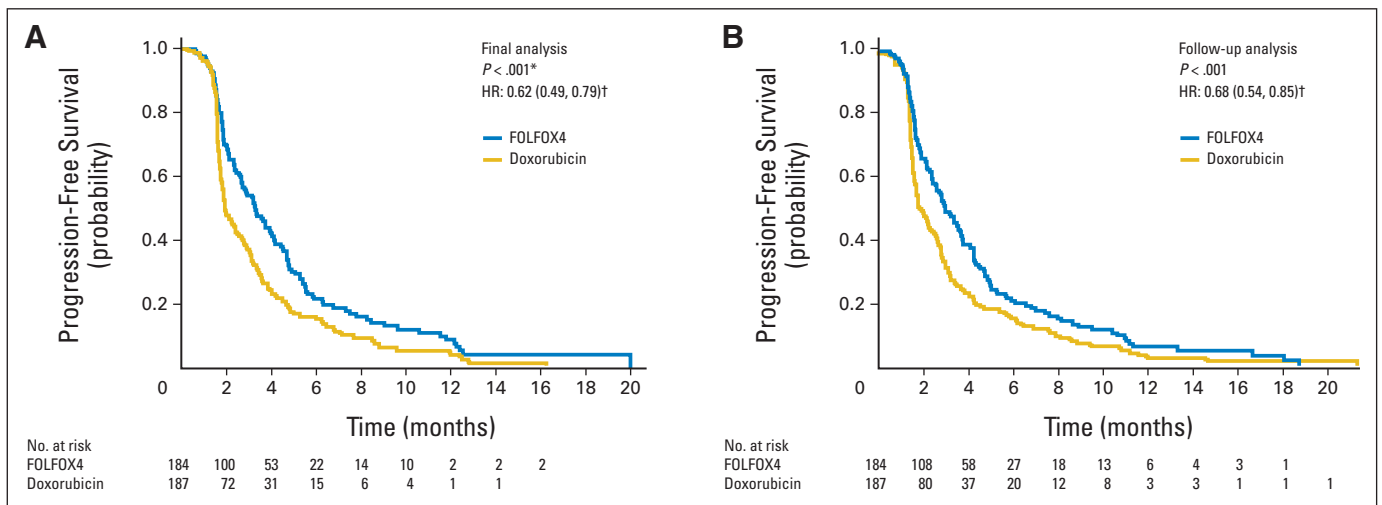 A
Final analysis
P < .001*
HR: 0.62 (0.49, 0.79)†
FOLFOX4
Doxorubicin
Progression-Free Survival
(probability)
1.0
0.8
0.6
0.4
0.2
0 2 4 6 8 10 12 14 16 18 20
Time (months)
No. at risk
FOLFOX4 184 100 53 22 14 10 2 2 2
Doxorubicin 187 72 31 15 6 4 1 1
B
Follow-up analysis
P < .001
HR: 0.68 (0.54, 0.85)†
FOLFOX4
Doxorubicin
Progression-Free Survival
(probability)
1.0
0.8
0.6
0.4
0.2
0 2 4 6 8 10 12 14 16 18 20
Time (months)
No. at risk
FOLFOX4 184 108 58 27 18 13 6 4 3 1
Doxorubicin 187 80 37 20 12 8 3 3 1 1 1